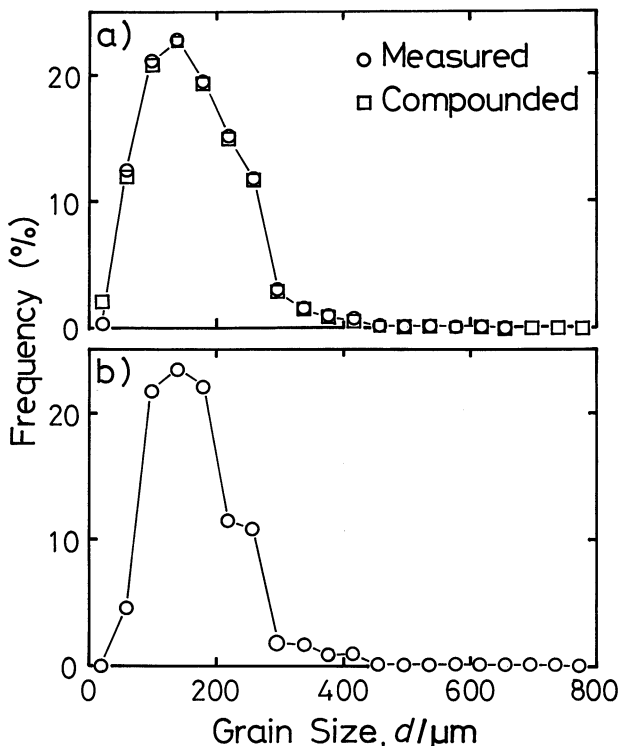 a)
○ Measured
□ Compounded
20
10
0
b)
20
10
0
0 200 400 600 800
Frequency (%)
Grain Size, d/μm